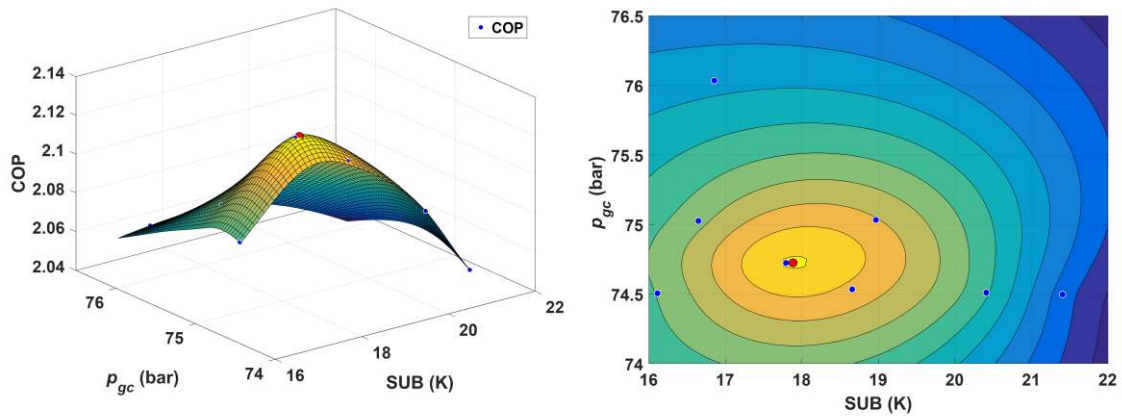 COP
2.14
2.12
2.1
2.08
2.06
2.04
COP
76
75
74
p_gc (bar)
16
18
20
22
SUB (K)
76.5
76
75.5
75
74.5
74
p_gc (bar)
16 17 18 19 20 21 22
SUB (K)